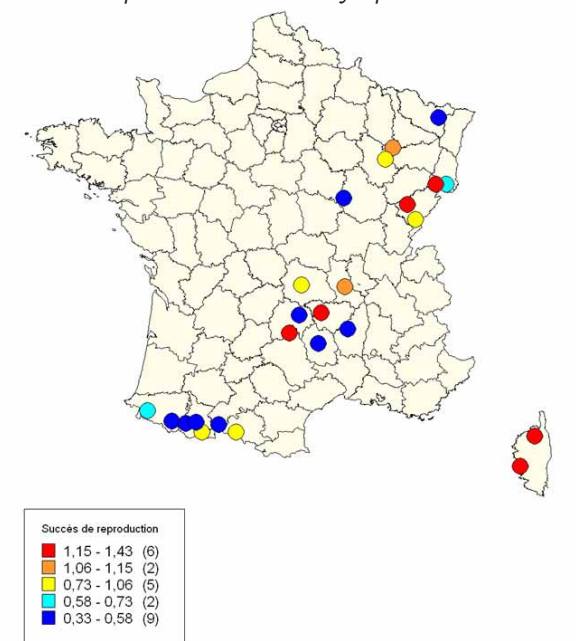 Succès de reproduction
1,15 - 1,43 (6)
1,06 - 1,15 (2)
0,73 - 1,06 (5)
0,58 - 0,73 (2)
0,33 - 0,58 (9)